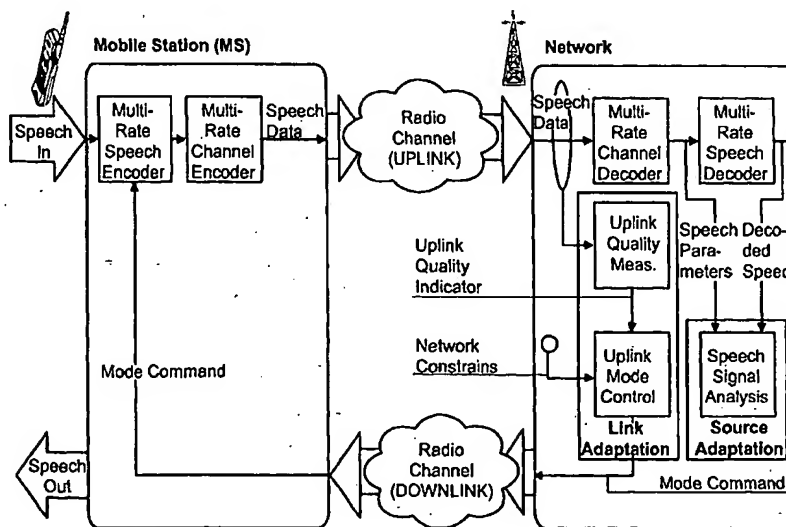 Mobile Station (MS)
Network
Speech
In
Multi-
Rate
Speech
Encoder
Multi-
Rate
Channel
Encoder
Speech
Data
Radio
Channel
(UPLINK)
Speech
Data
Multi-
Rate
Channel
Decoder
Multi-
Rate
Speech
Decoder
Uplink
Quality
Indicator
Uplink
Quality
Meas.
Speech
Para-
meters
Deco-
ded
Speed
Network
Constrains
Uplink
Mode
Control
Speech
Signal
Analysis
Mode Command
Link
Adaptation
Source
Adaptation
Speech
Out
Radio
Channel
(DOWNLINK)
Mode Command